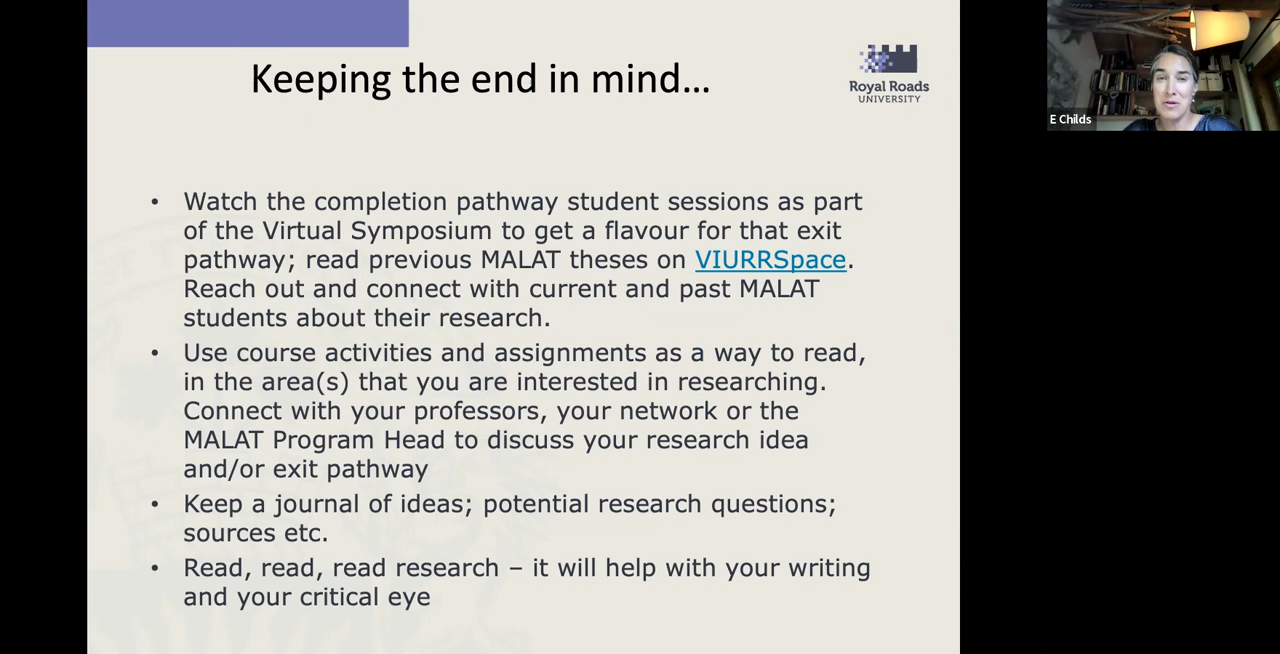 Keeping the end in mind…
Royal Roads
UNIVERSITY
E Childs
• Watch the completion pathway student sessions as part
of the Virtual Symposium to get a flavour for that exit
pathway; read previous MALAT theses on VIURRSpace.
Reach out and connect with current and past MALAT
students about their research.
• Use course activities and assignments as a way to read,
in the area(s) that you are interested in researching.
Connect with your professors, your network or the
MALAT Program Head to discuss your research idea
and/or exit pathway
• Keep a journal of ideas; potential research questions;
sources etc.
• Read, read, read research – it will help with your writing
and your critical eye